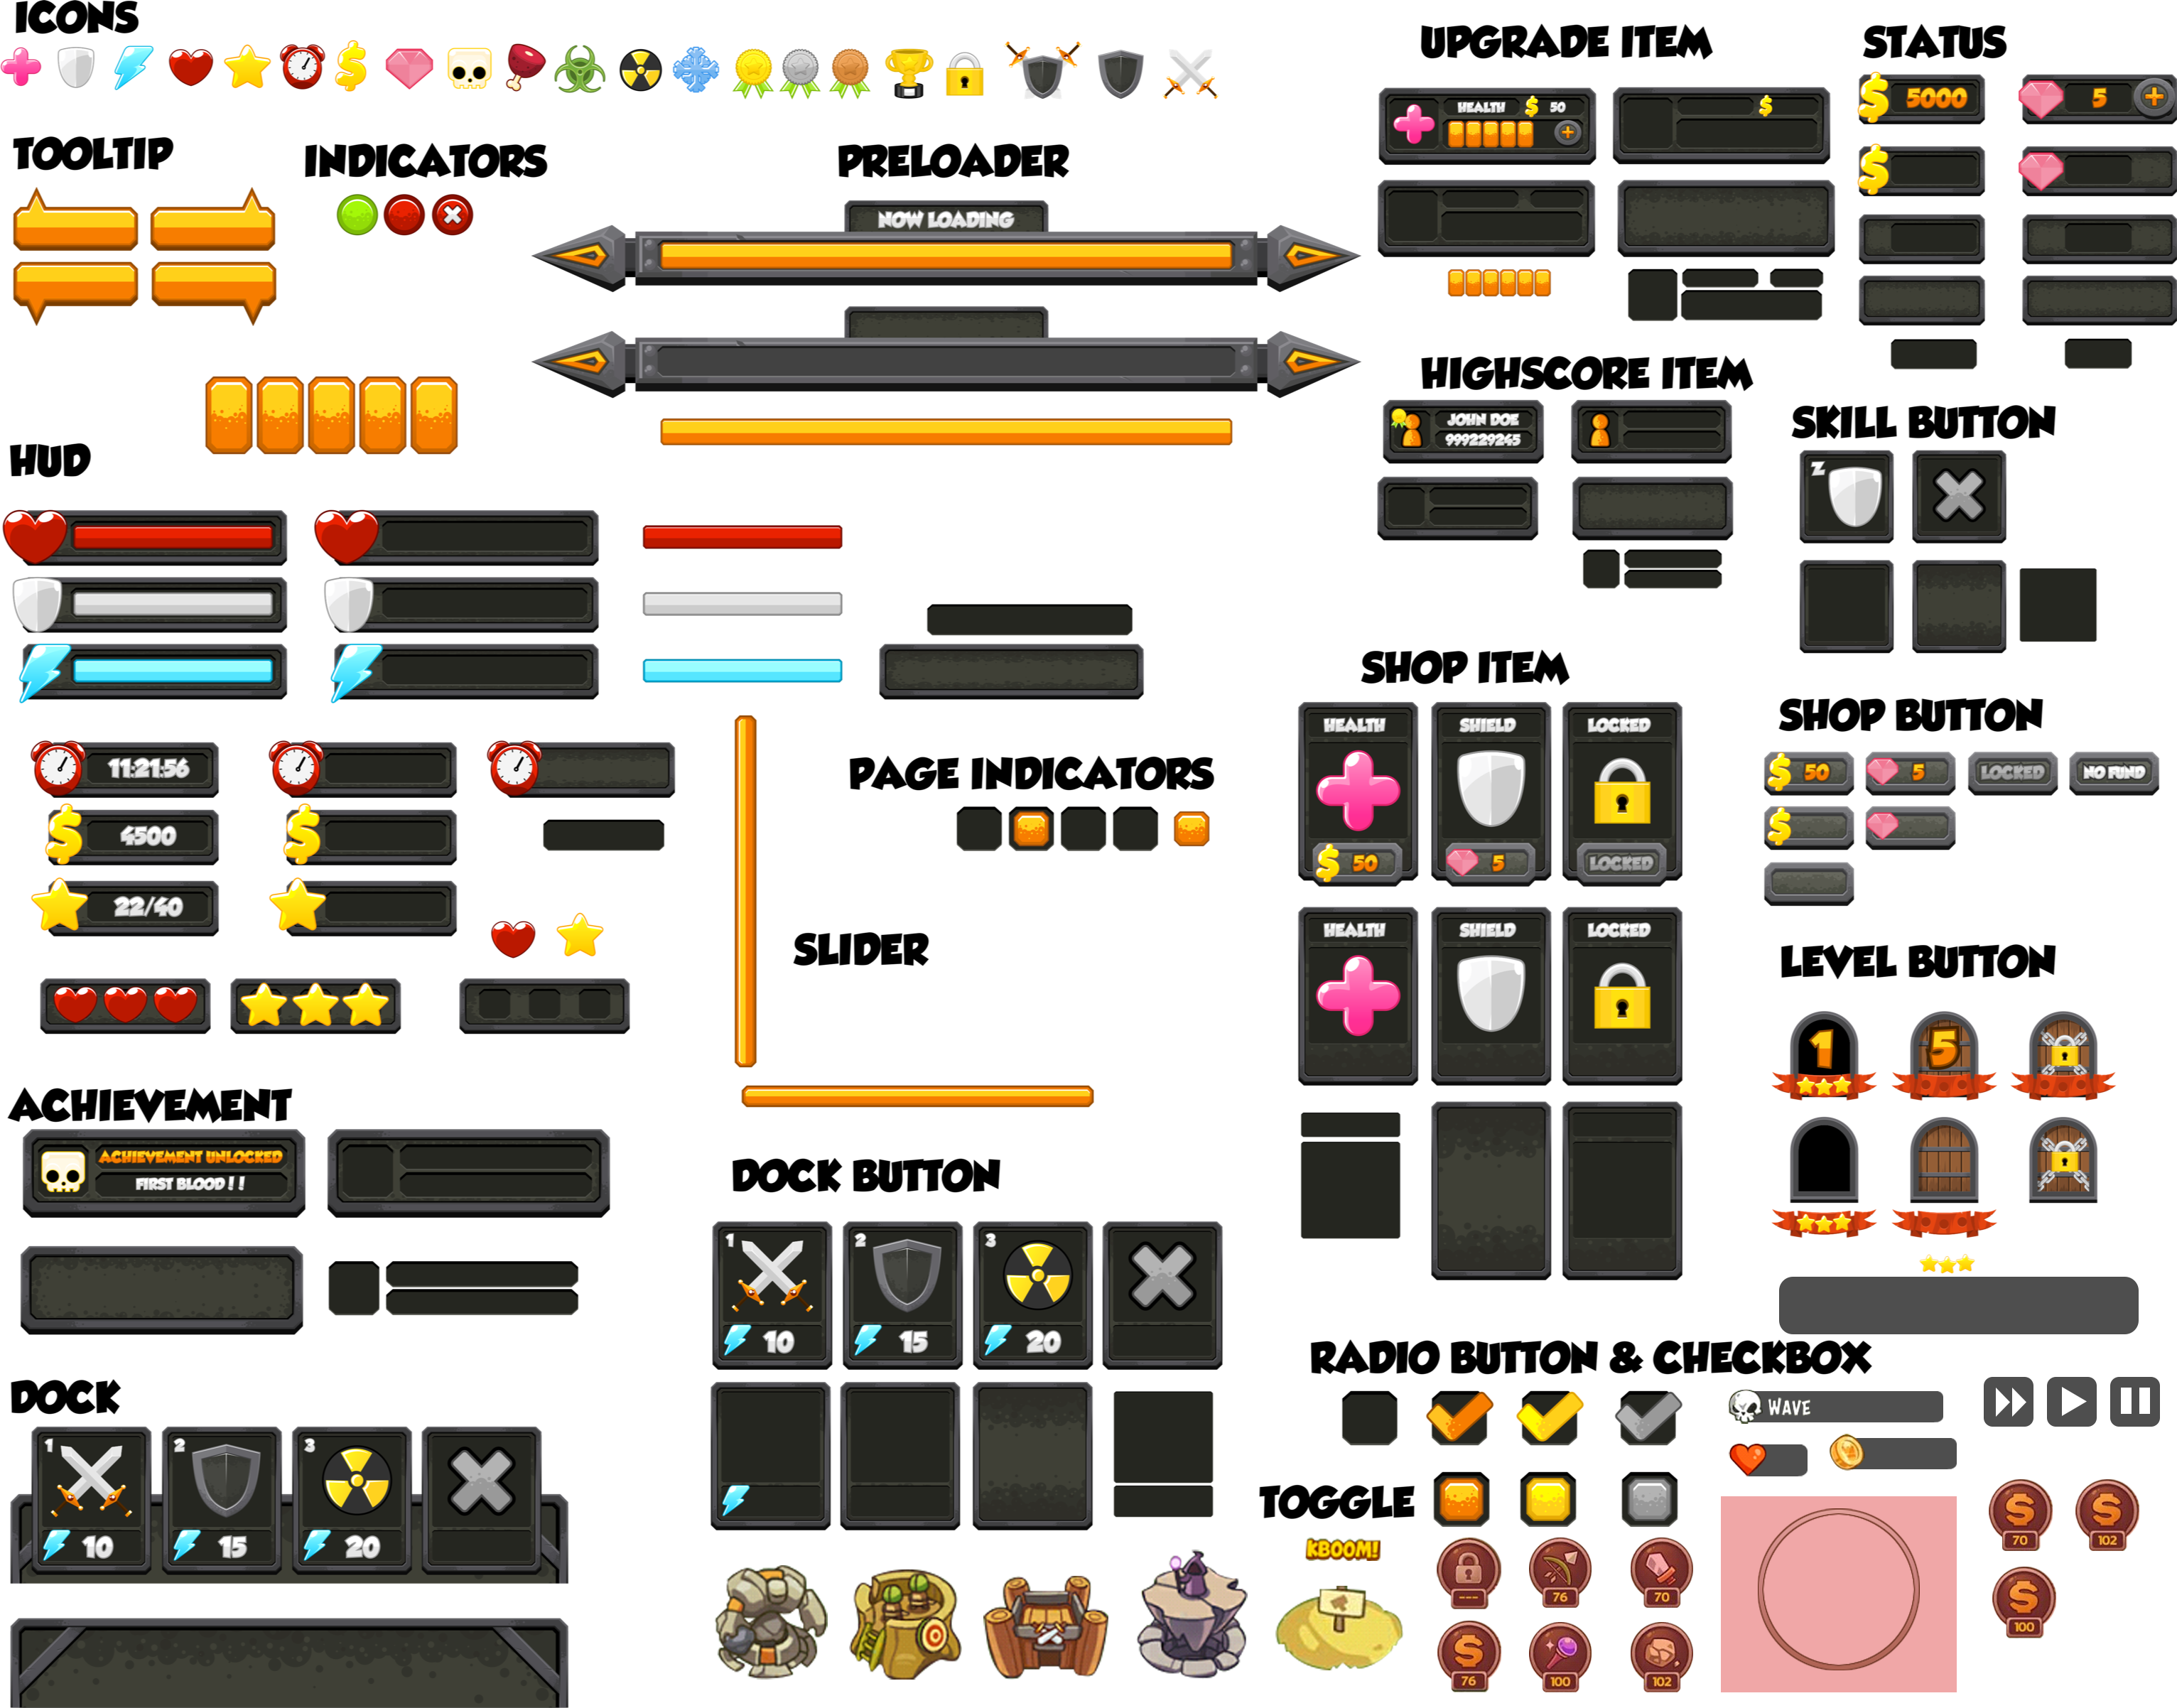 ICONS
TOOLTIP
INDICATORS
PRELOADER
NOW LOADING
UPGRADE ITEM
HEALTH $ 50
STATUS
$ 5000
5
$
$
HUD
HIGHSCORE ITEM
JOHN DOE
999229245
SKILL BUTTON
Z
11:21:56
$ 4500
22/40
$
PAGE INDICATORS
SLIDER
SHOP ITEM
HEALTH
SHIELD
LOCKED
$ 50
5
LOCKED
HEALTH
SHIELD
LOCKED
SHOP BUTTON
$ 50
5
LOCKED
NO FUND
$
LEVEL BUTTON
1
5
ACHIEVEMENT
ACHIEVEMENT UNLOCKED
FIRST BLOOD!!
DOCK BUTTON
1
2
3
10
15
20
DOCK
1
2
3
10
15
20
RADIO BUTTON & CHECKBOX
WAVE
TOGGLE
KBOOM!
---
76
70
$ 76
100
102
$ 70
$ 102
$ 100